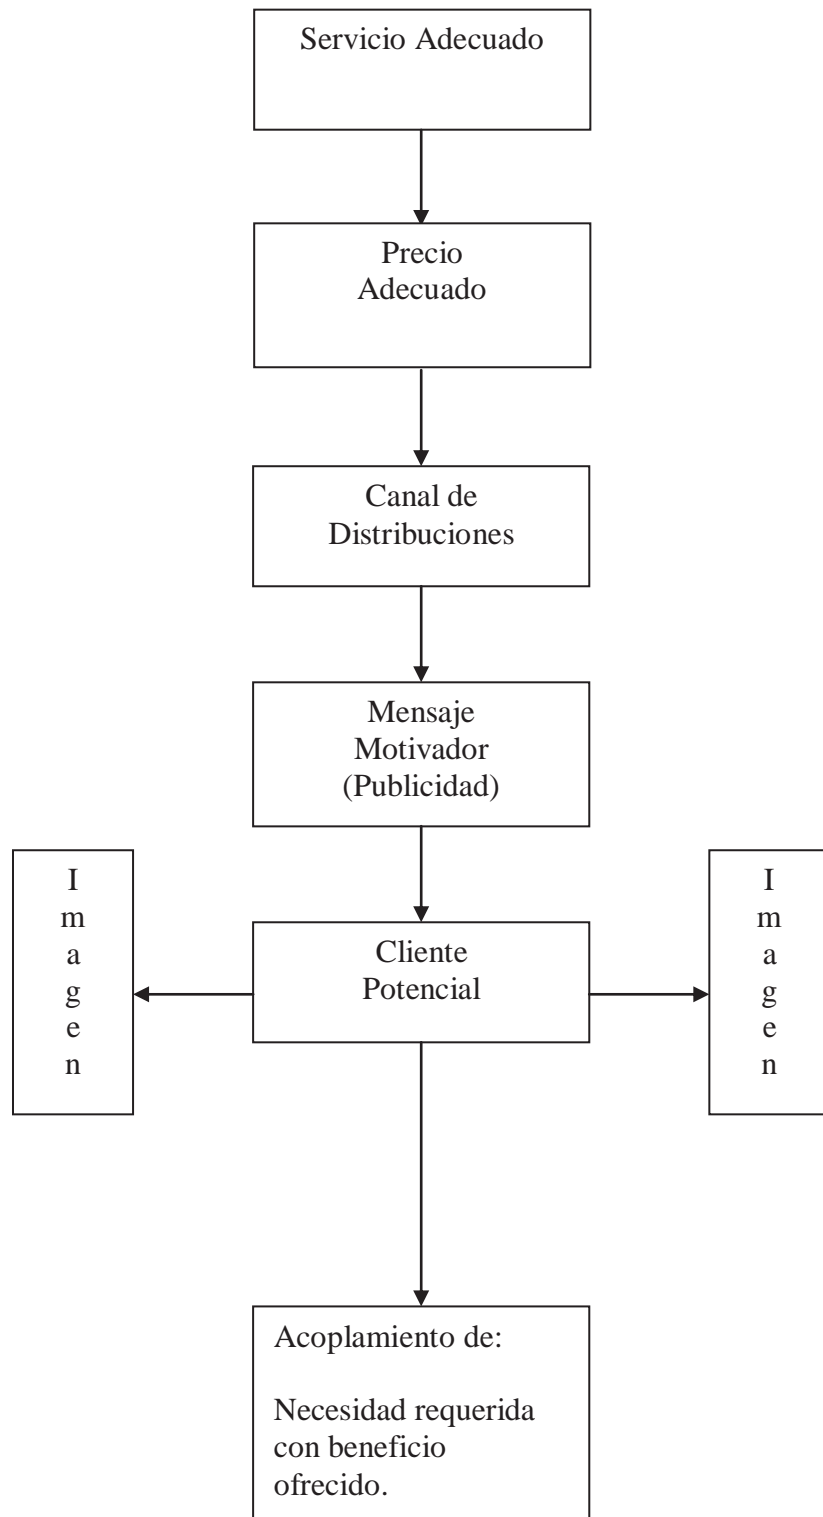 Servicio Adecuado
Precio
Adecuado
Canal de
Distribuciones
Mensaje
Motivador
(Publicidad)
I
m
a
g
e
n
Cliente
Potencial
I
m
a
g
e
n
Acoplamiento de:
Necesidad requerida
con beneficio
ofrecido.